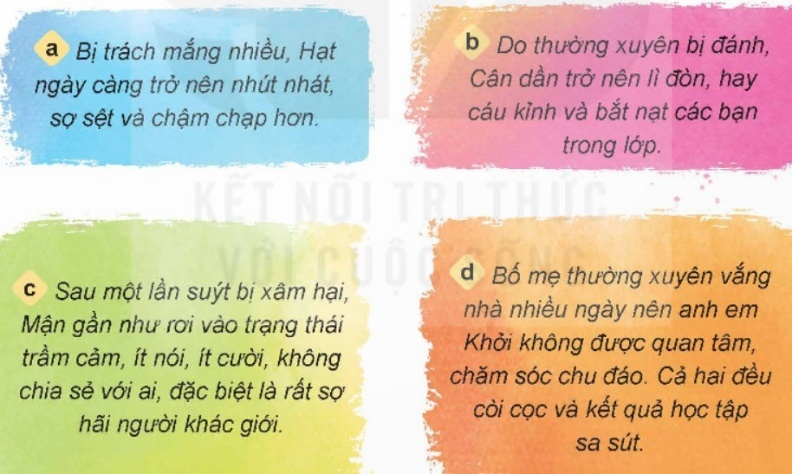 a Bị trách mắng nhiều, Hạt
ngày càng trở nên nhút nhát,
sợ sệt và chậm chạp hơn.
b Do thường xuyên bị đánh,
Cân dần trở nên lì đòn, hay
cáu kỉnh và bắt nạt các bạn
trong lớp.
KẾT NỐI TRI THỨC
VỚI CUỘC SỐNG
c Sau một lần suýt bị xâm hại,
Mận gần như rơi vào trạng thái
trầm cảm, ít nói, ít cười, không
chia sẻ với ai, đặc biệt là rất sợ
hãi người khác giới.
d Bố mẹ thường xuyên vắng
nhà nhiều ngày nên anh em
Khởi không được quan tâm,
chăm sóc chu đáo. Cả hai đều
còi cọc và kết quả học tập
sa sút.